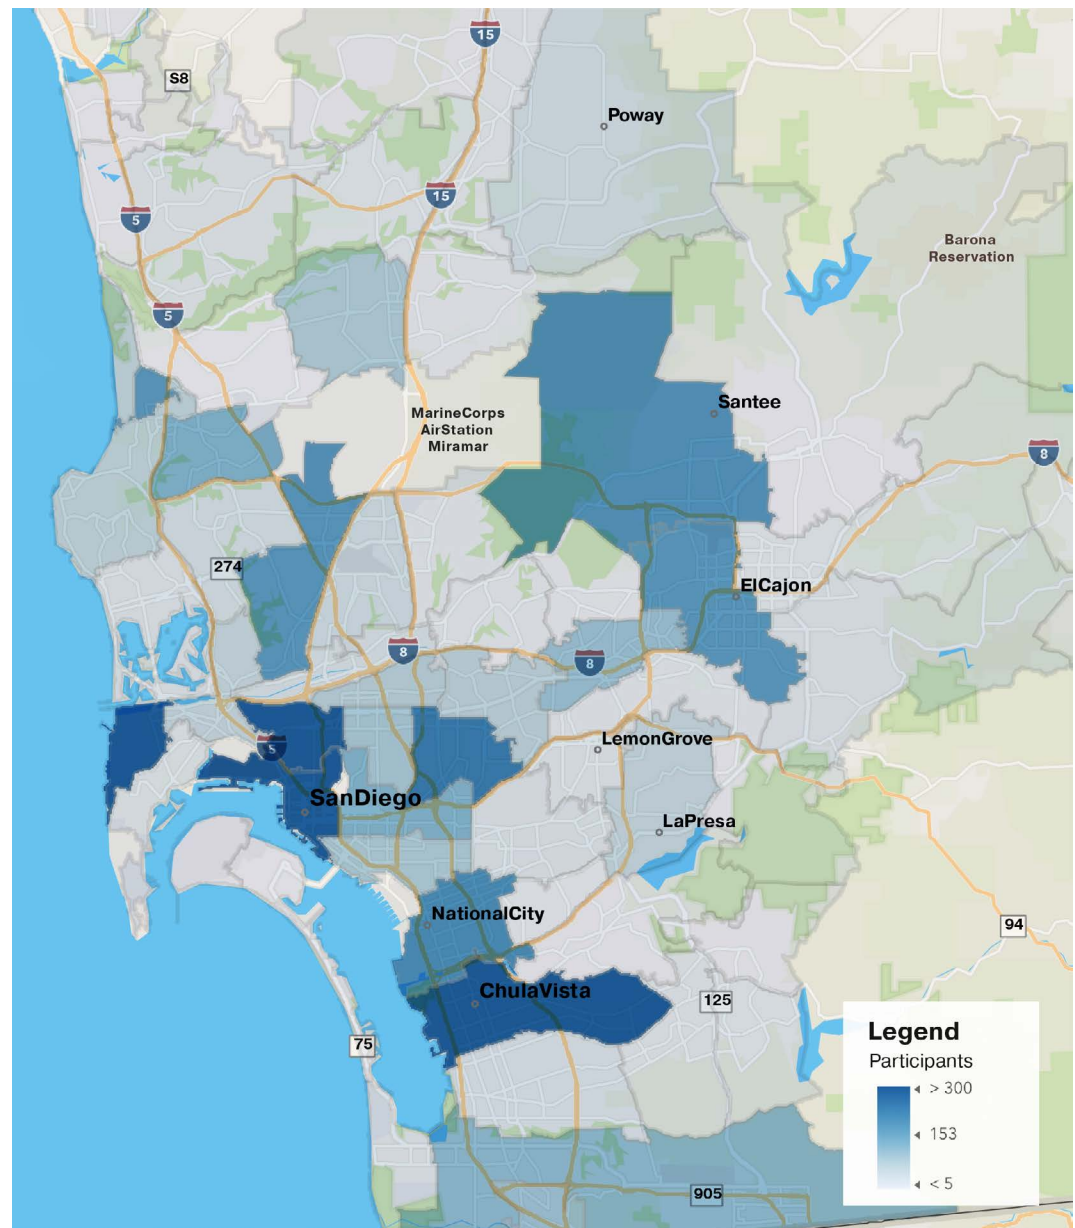 15
S8
Poway
15
5
Barona
Reservation
5
Santee
MarineCorps
AirStation
Miramar
8
274
ElCajon
8
8
5
LemonGrove
SanDiego
LaPresa
NationalCity
94
ChulaVista
125
75
Legend
Participants
> 300
153
< 5
905